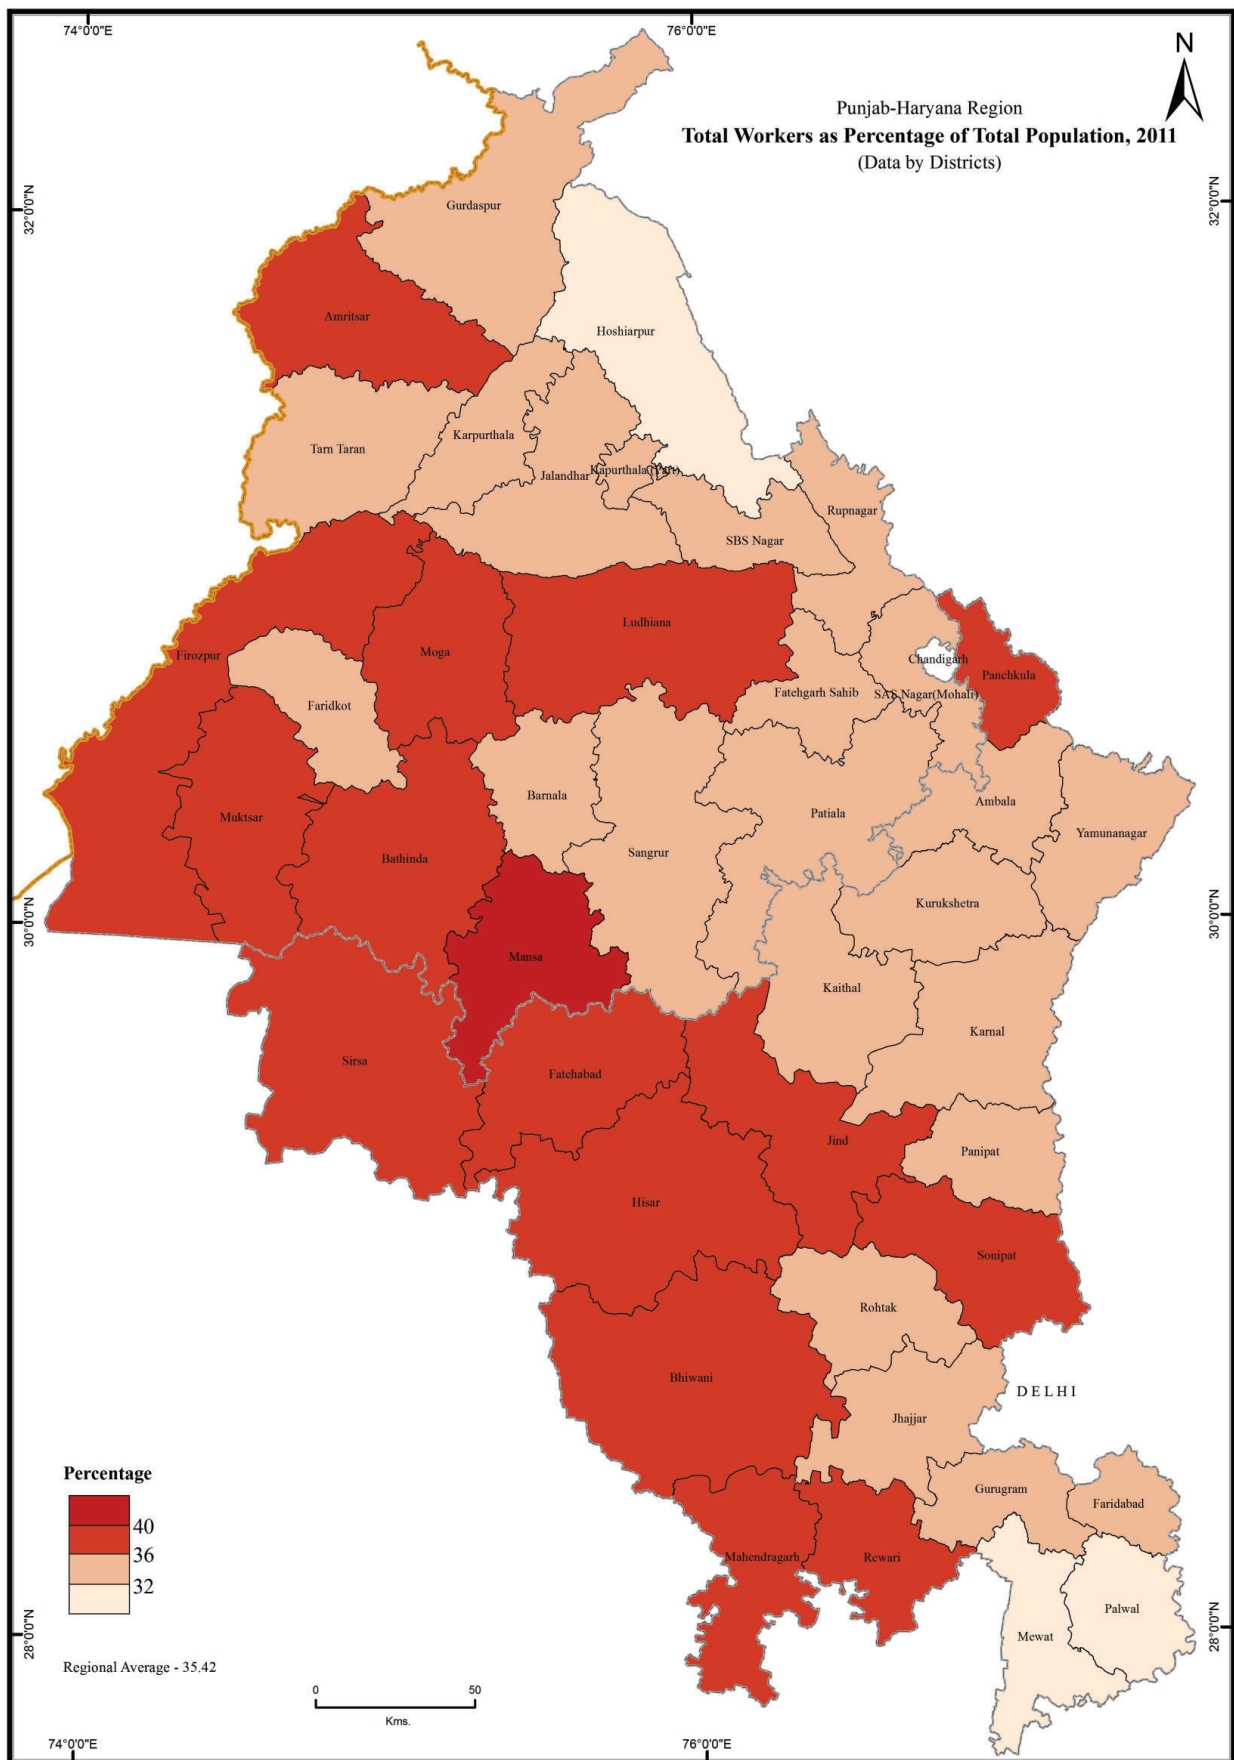 74°0'0"E
76°0'0"E
N
Punjab-Haryana Region
Total Workers as Percentage of Total Population, 2011
(Data by Districts)
32°0'0"N
32°0'0"N
Gurdaspur
Amritsar
Hoshiarpur
Tarn Taran
Karpurthala
Jalandhar
Kapurthala (Part)
Rupnagar
SBS Nagar
Ludhiana
Firozpur
Moga
Chandigarh
Panchkula
Faridkot
Fatehgarh Sahib
SAS Nagar(Mohali)
Barnala
Ambala
Muktsar
Patiala
Yamunanagar
Bathinda
Sangrur
Kurukshetra
30°0'0"N
30°0'0"N
Mansa
Kaithal
Karnal
Sirsa
Fatehabad
Jind
Panipat
Hisar
Sonipat
Rohtak
Bhiwani
DELHI
Jhajjar
Percentage
40
36
32
Gurugram
Faridabad
Mahendragarh
Rewari
Palwal
Mewat
28°0'0"N
28°0'0"N
Regional Average - 35.42
0 50
Kms.
74°0'0"E
76°0'0"E